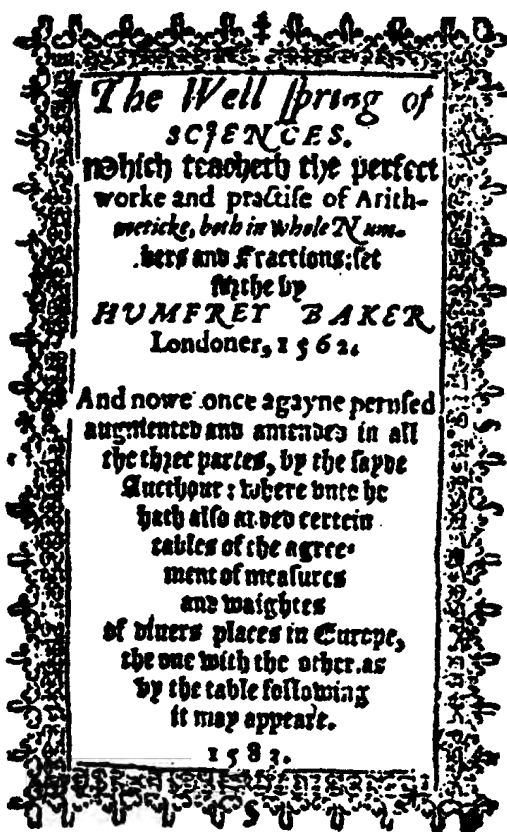 The Well ſpring of
SCIENCES.
Which teacheth the perfect
worke and practiſe of Arith-
meticke, both in whole Num-
bers and Fractions: ſet
forthe by
HUMFREY BAKER
Londoner, 1562.
And nowe once agayne peruſed
augmented and amended in all
the three partes, by the ſayde
Aucthour: where unto he
hath alſo added certein
tables of the agree-
ment of meaſures
and waightes
of divers places in Europe,
the one with the other, as
by the table following
it may appeare.